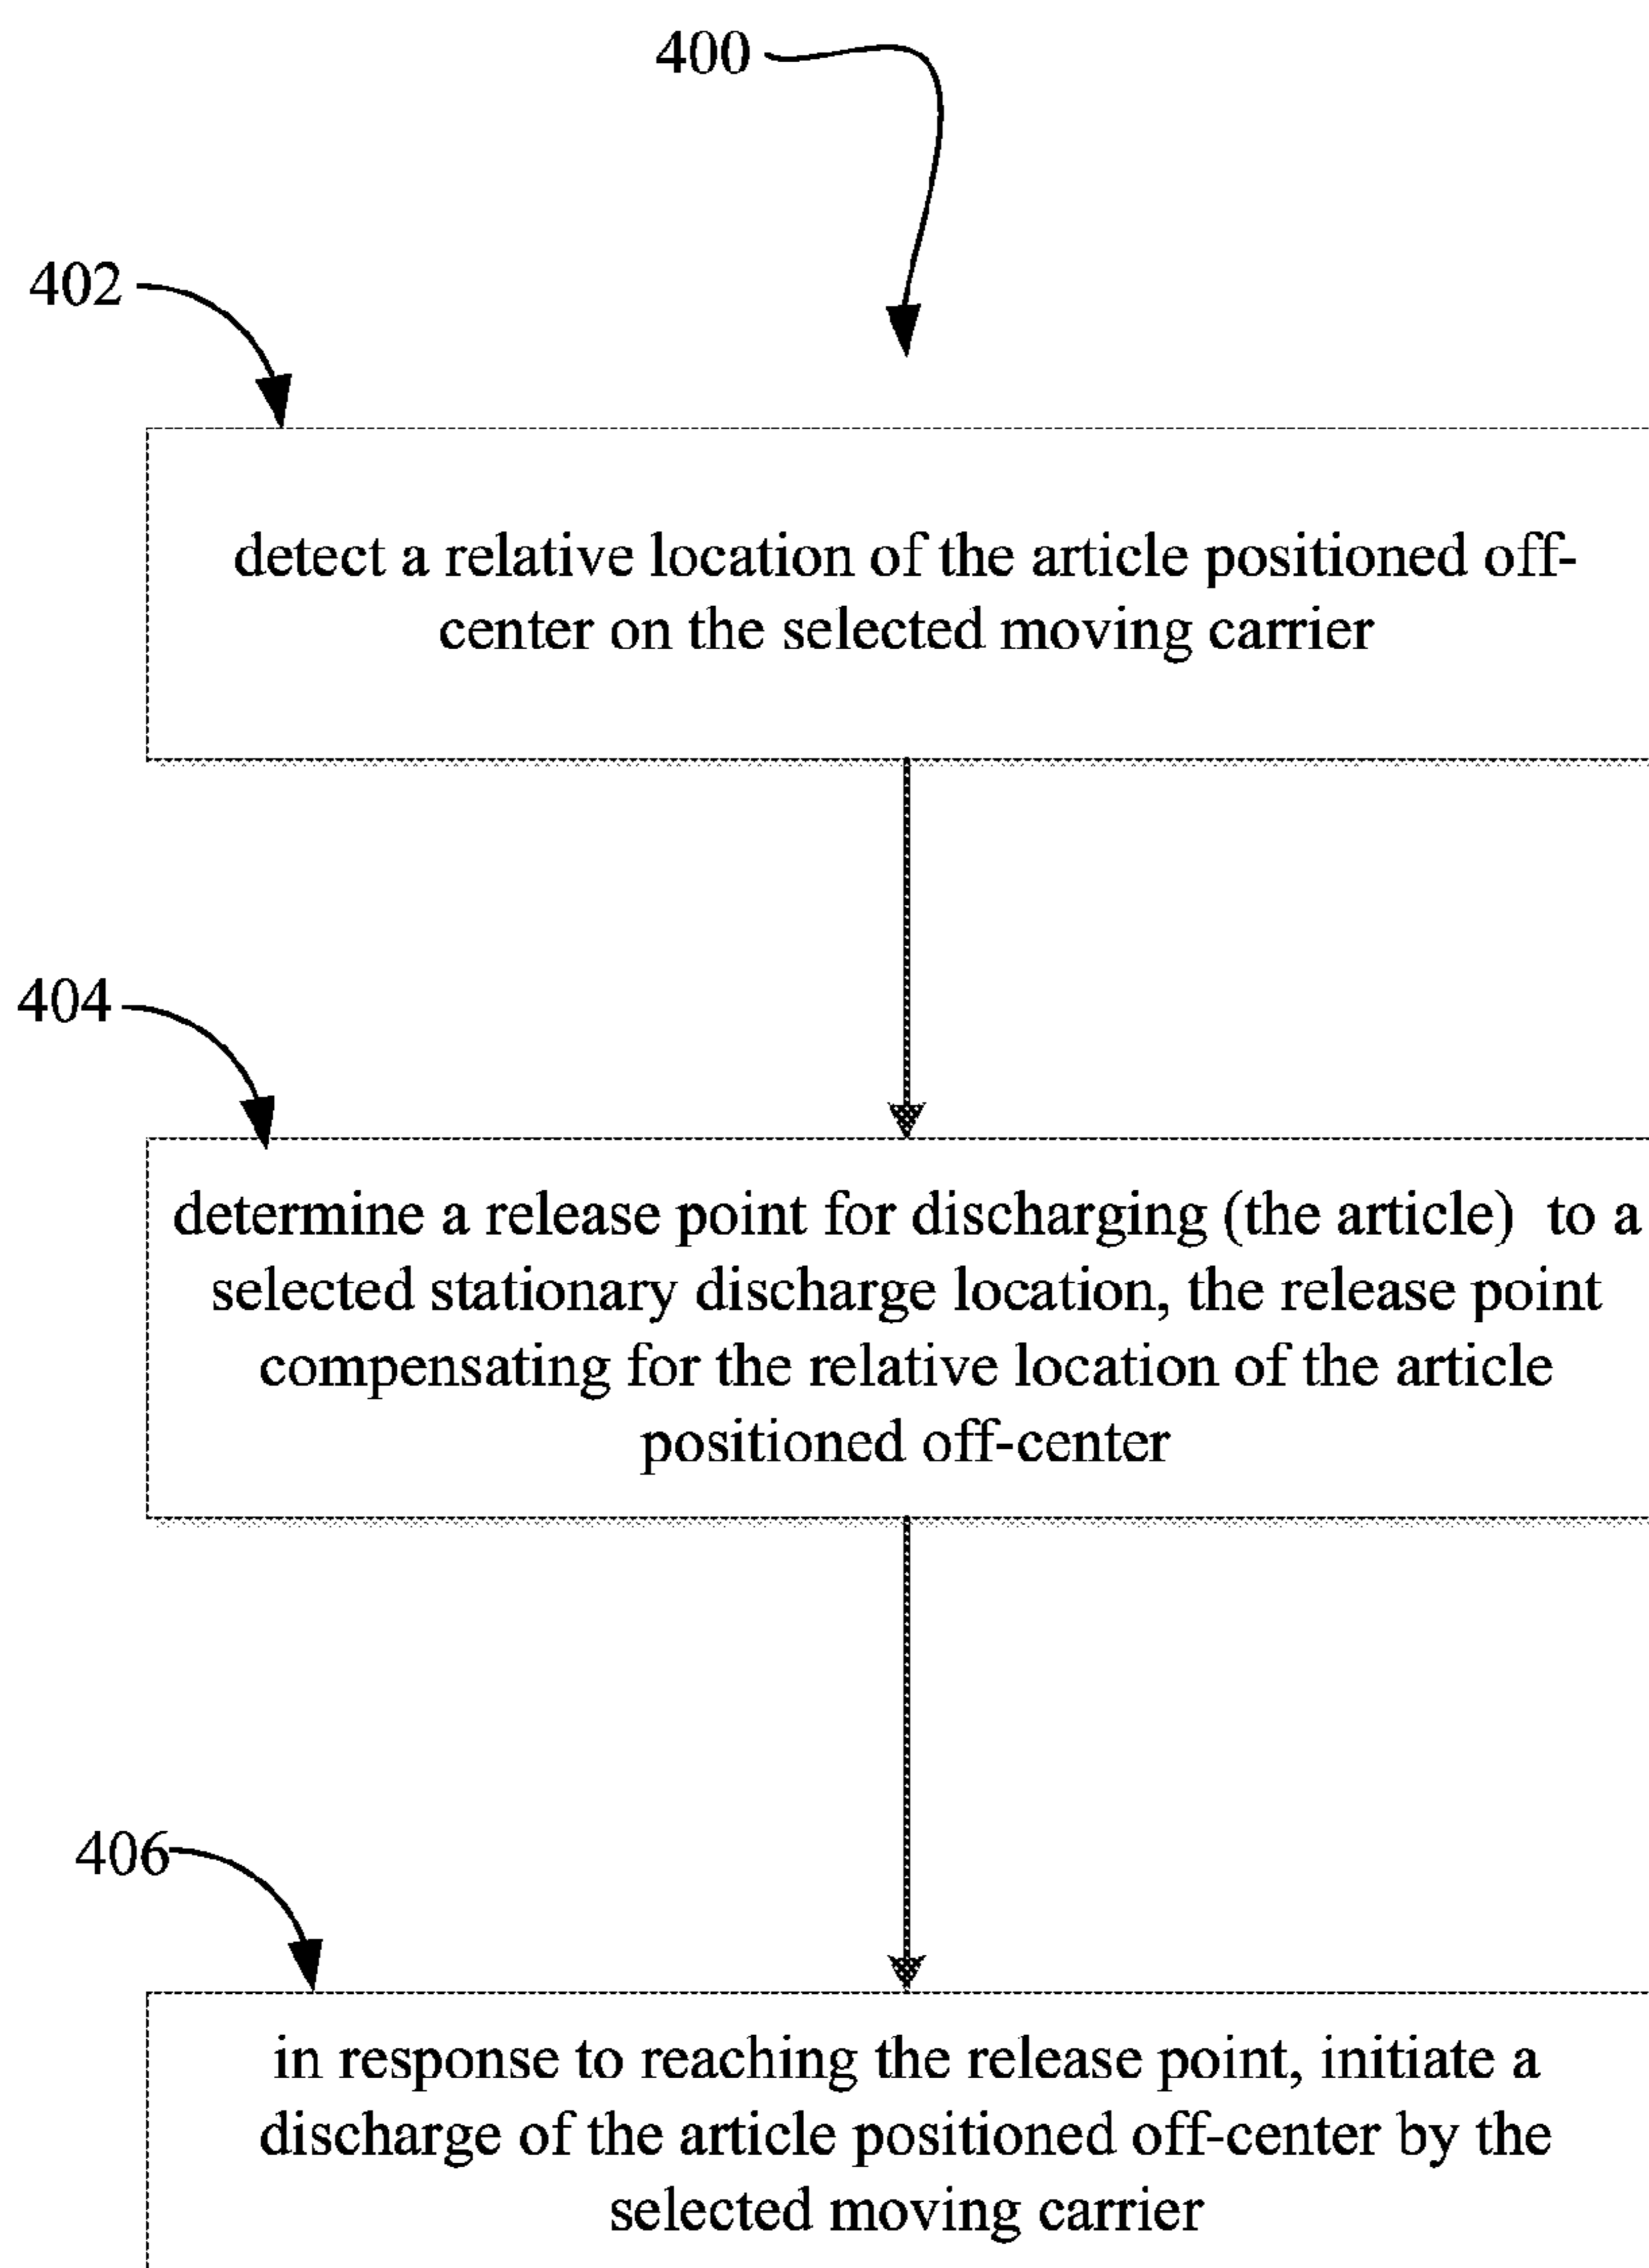 400
402
detect a relative location of the article positioned off-
center on the selected moving carrier
404
determine a release point for discharging (the article)  to a
selected stationary discharge location, the release point
compensating for the relative location of the article
positioned off-center
406
in response to reaching the release point, initiate a
discharge of the article positioned off-center by the
selected moving carrier